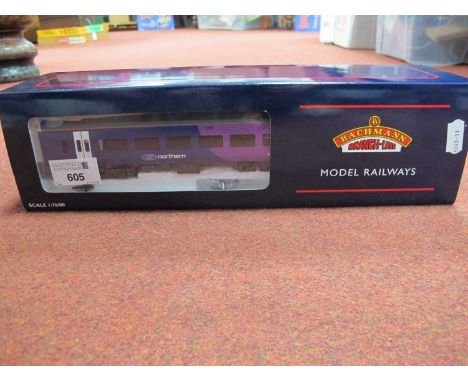 BACHMANN
BRANCH-LINE
MODEL RAILWAYS
northern
605
SCALE 1:76/00